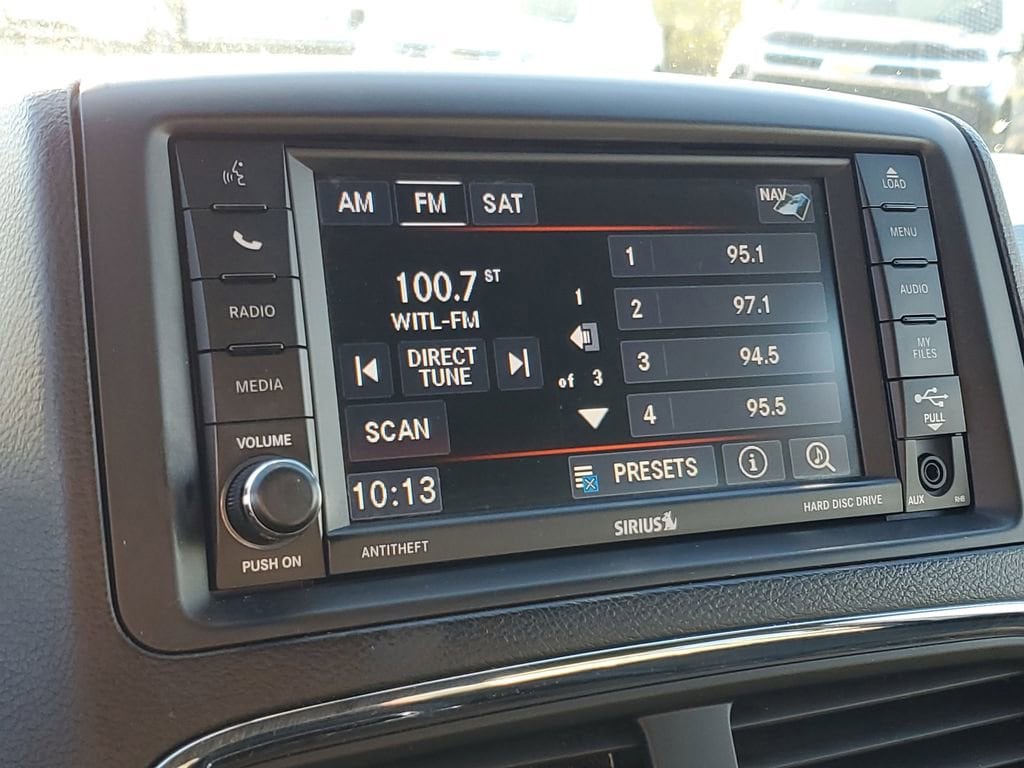 AM FM SAT NAV
LOAD
MENU
AUDIO
MY
FILES
PULL
AUX RHB
RADIO
MEDIA
VOLUME
PUSH ON
100.7 ST
WITL-FM
DIRECT
TUNE
SCAN
10:13
1
of 3
1 95.1
2 97.1
3 94.5
4 95.5
PRESETS
i
ANTITHEFT
SIRIUS
HARD DISC DRIVE